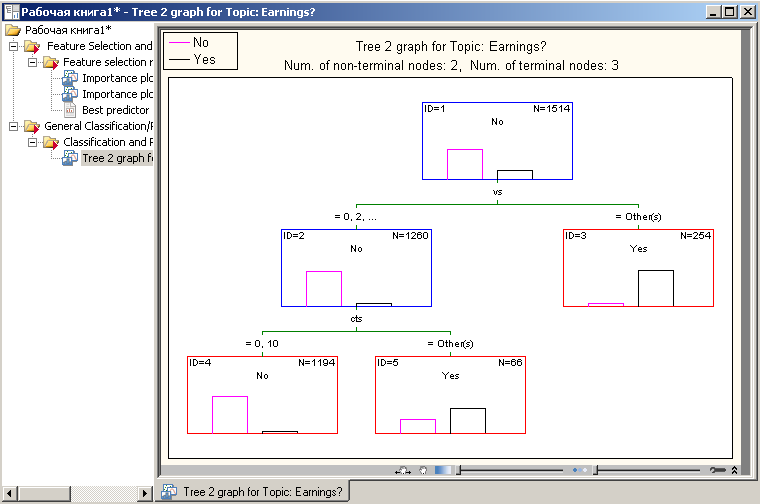 Рабочая книга1* - Tree 2 graph for Topic: Earnings?
Рабочая книга1*
Feature Selection and
Feature selection r
Importance plo
Importance plo
Best predictor
General Classification/R
Classification and R
Tree 2 graph fo
No
Yes
Tree 2 graph for Topic: Earnings?
Num. of non-terminal nodes: 2, Num. of terminal nodes: 3
ID=1 N=1514
No
vs
= 0, 2, ...
= Other(s)
ID=2 N=1260
No
ID=3 N=254
Yes
cts
= 0, 10
= Other(s)
ID=4 N=1194
No
ID=5 N=66
Yes
Tree 2 graph for Topic: Earnings?